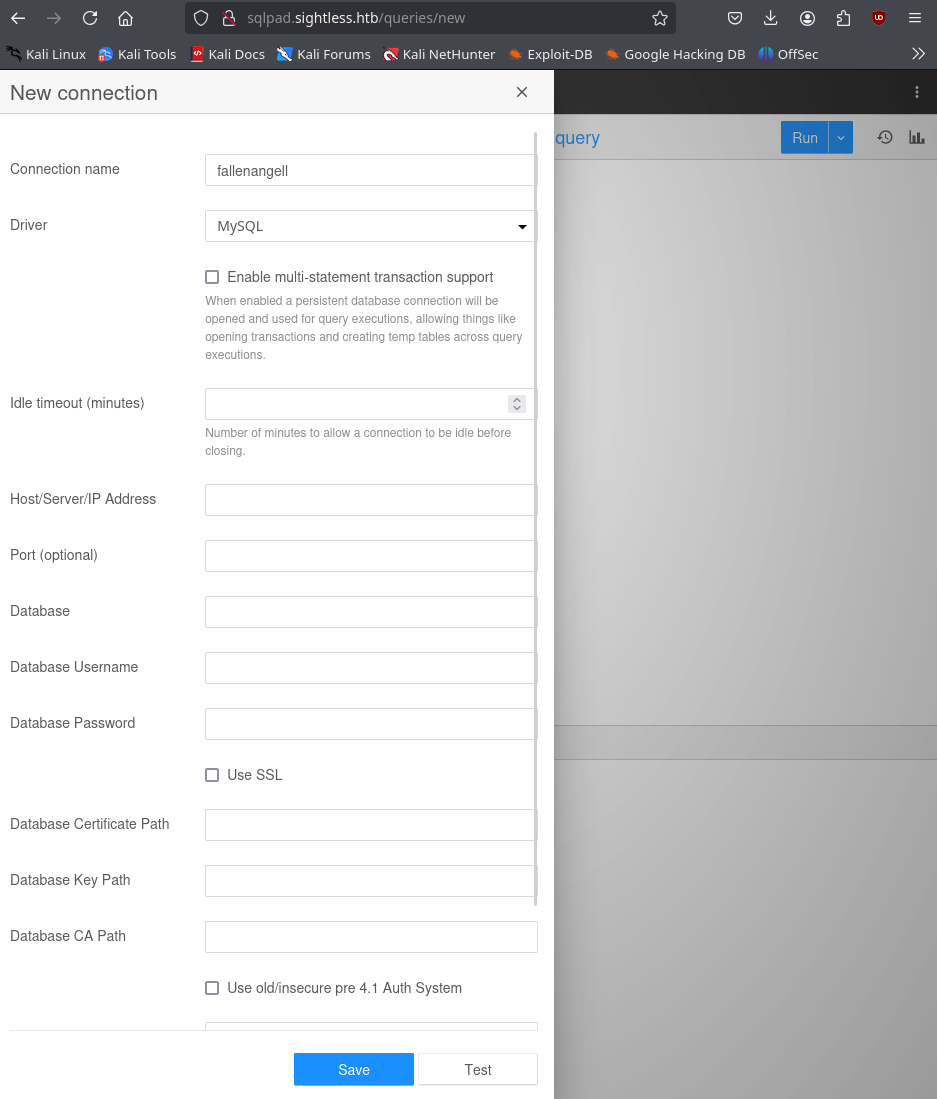 sqlpad.sightless.htb/queries/new
Kali Linux Kali Tools Kali Docs Kali Forums Kali NetHunter Exploit-DB Google Hacking DB OffSec
New connection
query
Run
Connection name
fallenangell
Driver
MySQL
Enable multi-statement transaction support
When enabled a persistent database connection will be
opened and used for query executions, allowing things like
opening transactions and creating temp tables across query
executions.
Idle timeout (minutes)
Number of minutes to allow a connection to be idle before
closing.
Host/Server/IP Address
Port (optional)
Database
Database Username
Database Password
Use SSL
Database Certificate Path
Database Key Path
Database CA Path
Use old/insecure pre 4.1 Auth System
Save
Test